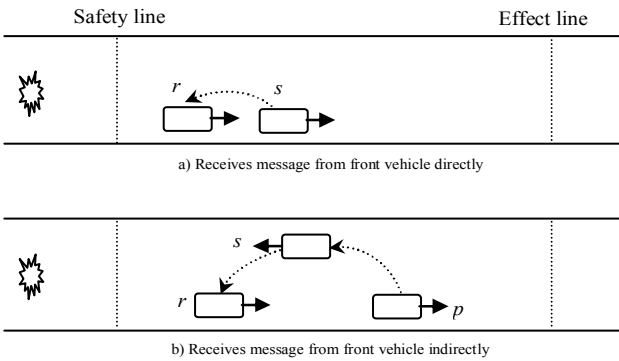 Safety line Effect line
r s
a) Receives message from front vehicle directly
s
r p
b) Receives message from front vehicle indirectly